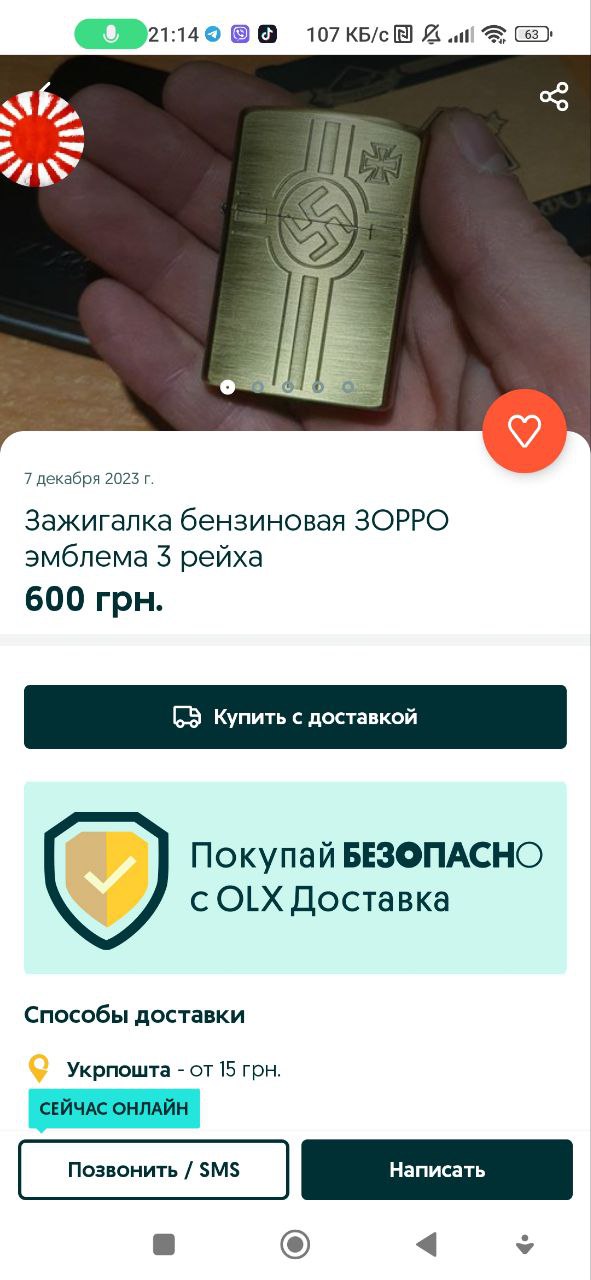 21:14
107 КБ/с
63
7 декабря 2023 г.
Зажигалка бензиновая ЗОРРО
эмблема 3 рейха
600 грн.
Купить с доставкой
Покупай БЕЗОПАСНО
с OLX Доставка
Способы доставки
Укрпошта - от 15 грн.
СЕЙЧАС ОНЛАЙН
Позвонить / SMS
Написать